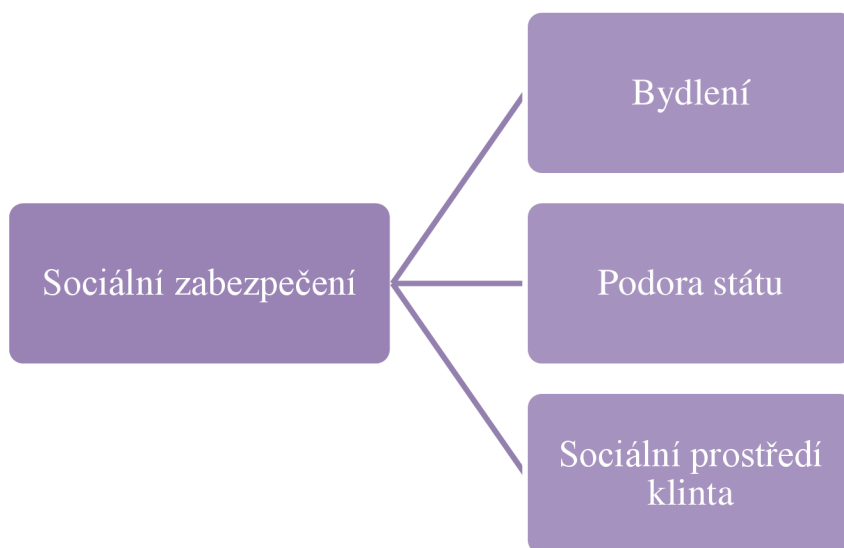 Bydlení
Sociální zabezpečení
Podora státu
Sociální prostředí
klinta